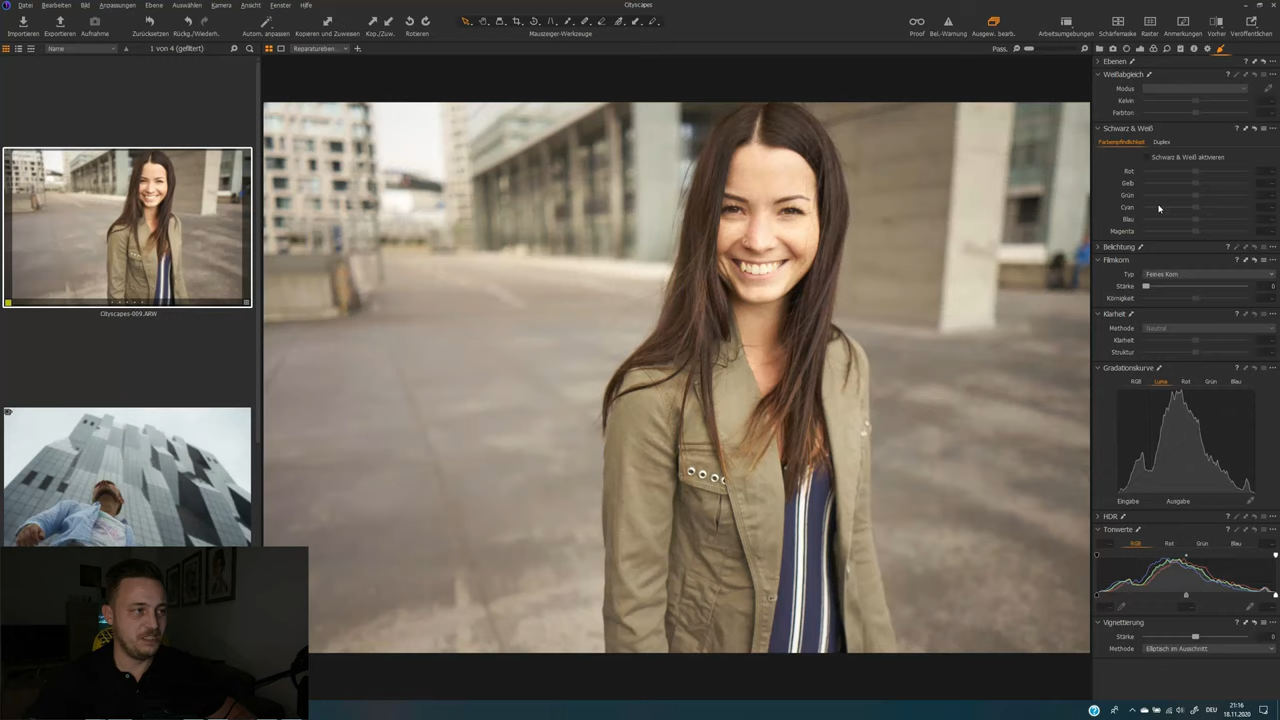 Datei Bearbeiten Bild Anpassungen Ebene Auswählen Kamera Ansicht Fenster Hilfe
Cityscapes
Importieren Exportieren Aufnahme Zurücksetzen Rückg./Wiederh. Autom. anpassen Kopieren und Zuweisen Kop./Zuw. Rotieren Mauszeiger-Werkzeuge Proof Bel.-Warnung Ausgew. bearb. Arbeitsumgebungen Schärfemaske Raster Anmerkungen Vorher Veröffentlichen
Name 1 von 4 (gefiltert) Reparatureben... Pass.
Ebenen
Weißabgleich
Modus
Kelvin
Farbton
Schwarz & Weiß
Farbempfindlichkeit Duplex
Schwarz & Weiß aktivieren
Rot
Gelb
Grün
Cyan
Blau
Magenta
Belichtung
Filmkorn
Typ Feines Korn
Stärke 0
Körnigkeit
Klarheit
Methode Neutral
Klarheit
Struktur
Gradationskurve
RGB Luma Rot Grün Blau
Eingabe Ausgabe
HDR
Tonwerte
RGB Rot Grün Blau
Vignettierung
Stärke
Methode Elliptisch im Ausschnitt
Cityscapes-009.ARW
DEU
21:16
18.11.2020